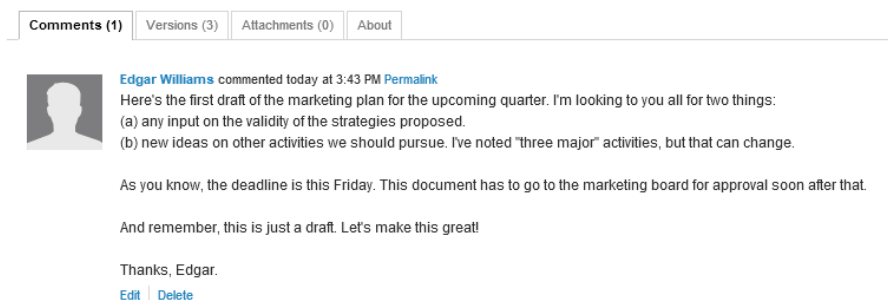 Comments (1) Versions (3) Attachments (0) About
Edgar Williams commented today at 3:43 PM Permalink
Here's the first draft of the marketing plan for the upcoming quarter. I'm looking to you all for two things:
(a) any input on the validity of the strategies proposed.
(b) new ideas on other activities we should pursue. I've noted "three major" activities, but that can change.
As you know, the deadline is this Friday. This document has to go to the marketing board for approval soon after that.
And remember, this is just a draft. Let's make this great!
Thanks, Edgar.
Edit Delete